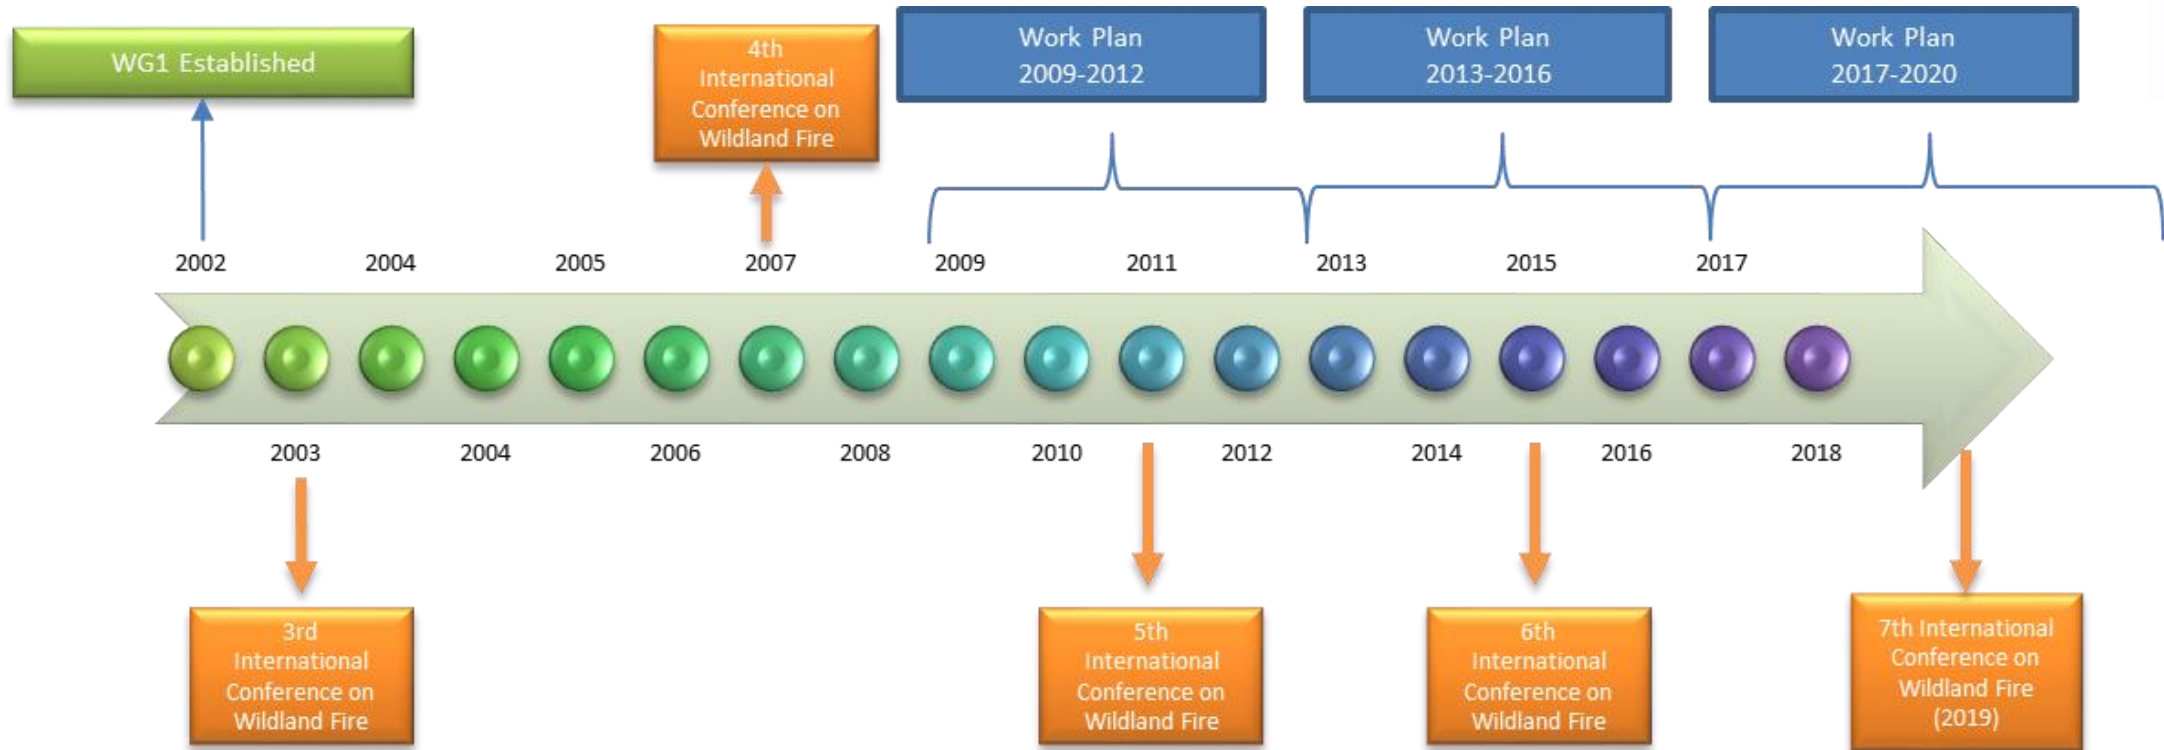 WG1 Established
4th
International
Conference on
Wildland Fire
Work Plan
2009-2012
Work Plan
2013-2016
Work Plan
2017-2020
2002
2004
2005
2007
2009
2011
2013
2015
2017
2003
2004
2006
2008
2010
2012
2014
2016
2018
3rd
International
Conference on
Wildland Fire
5th
International
Conference on
Wildland Fire
6th
International
Conference on
Wildland Fire
7th International
Conference on
Wildland Fire
(2019)